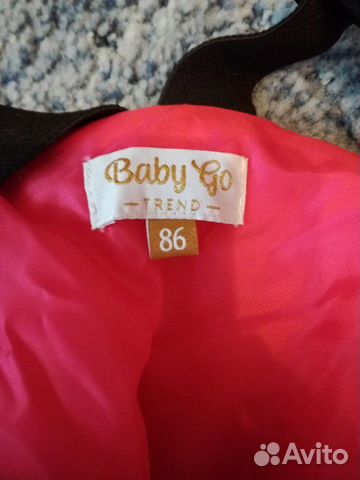 Baby Go
— TREND —
86
Avito